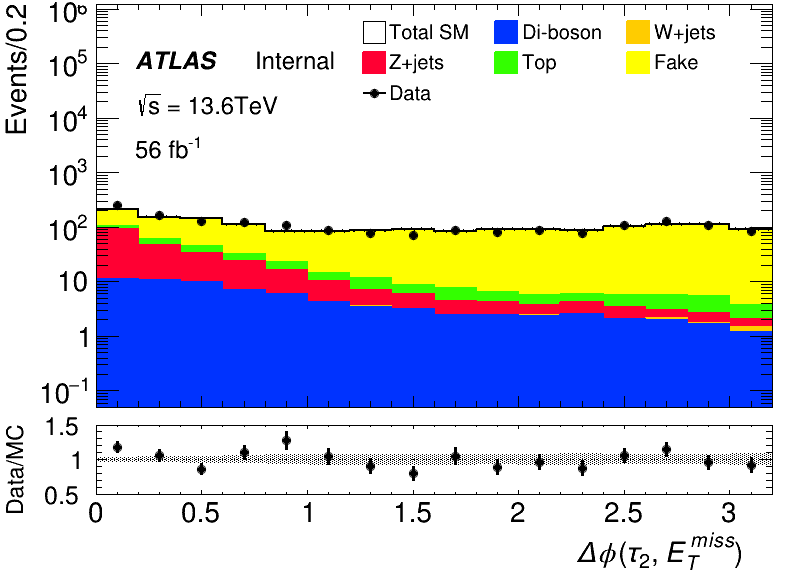 Events/0.2
10⁶
10⁵
10⁴
10³
10²
10
1
10⁻¹
ATLAS Internal
√s = 13.6TeV
56 fb⁻¹
Total SM Di-boson W+jets
Z+jets Top Fake
Data
Data/MC
1.5
1
0.5
0 0.5 1 1.5 2 2.5 3
Δϕ(τ₂, E_T^miss)